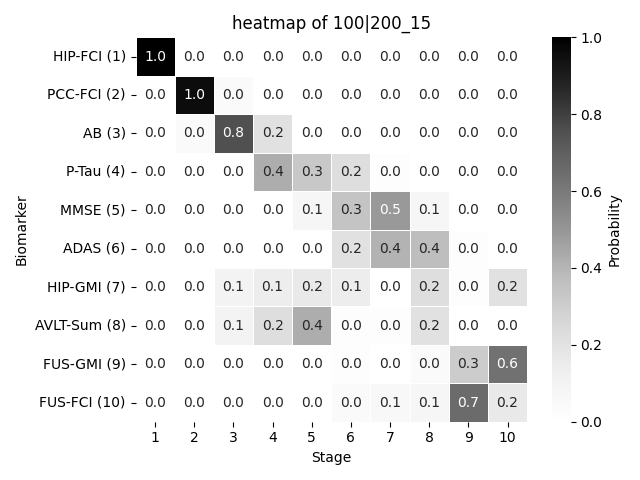 heatmap of 100|200_15
HIP-FCI (1) 1.0 0.0 0.0 0.0 0.0 0.0 0.0 0.0 0.0 0.0
PCC-FCI (2) 0.0 1.0 0.0 0.0 0.0 0.0 0.0 0.0 0.0 0.0
AB (3) 0.0 0.0 0.8 0.2 0.0 0.0 0.0 0.0 0.0 0.0
P-Tau (4) 0.0 0.0 0.0 0.4 0.3 0.2 0.0 0.0 0.0 0.0
MMSE (5) 0.0 0.0 0.0 0.0 0.1 0.3 0.5 0.1 0.0 0.0
ADAS (6) 0.0 0.0 0.0 0.0 0.0 0.2 0.4 0.4 0.0 0.0
HIP-GMI (7) 0.0 0.0 0.1 0.1 0.2 0.1 0.0 0.2 0.0 0.2
AVLT-Sum (8) 0.0 0.0 0.1 0.2 0.4 0.0 0.0 0.2 0.0 0.0
FUS-GMI (9) 0.0 0.0 0.0 0.0 0.0 0.0 0.0 0.0 0.3 0.6
FUS-FCI (10) 0.0 0.0 0.0 0.0 0.0 0.0 0.1 0.1 0.7 0.2
1 2 3 4 5 6 7 8 9 10
Stage
Biomarker
1.0
0.8
0.6
0.4
0.2
0.0
Probability